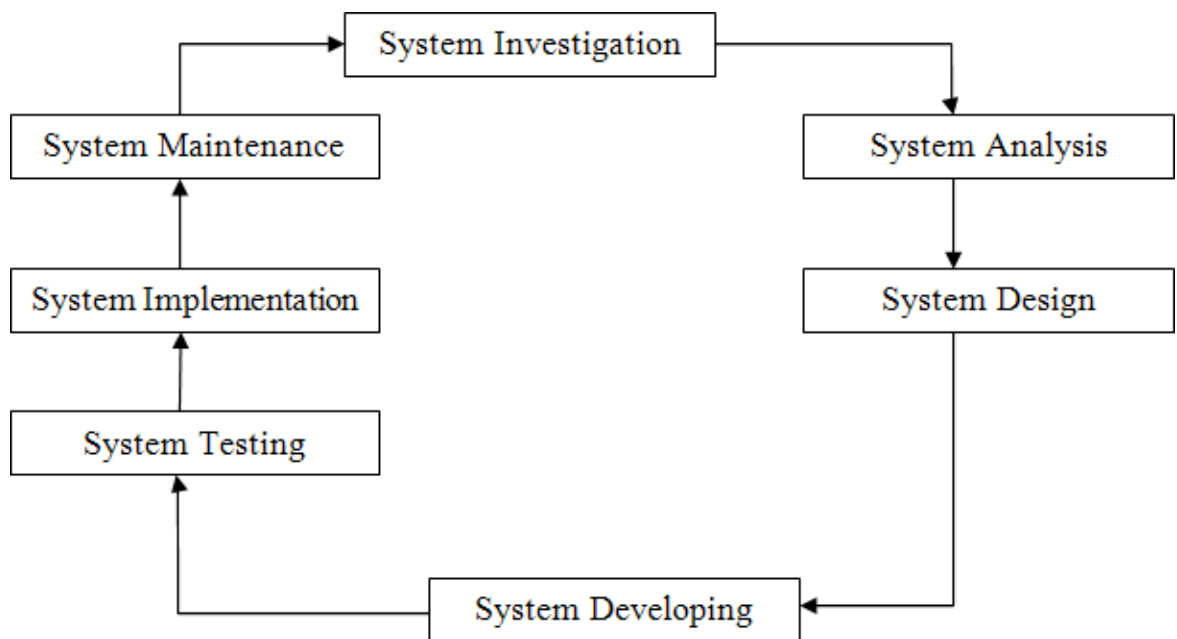 System Investigation
System Maintenance
System Analysis
System Implementation
System Design
System Testing
System Developing